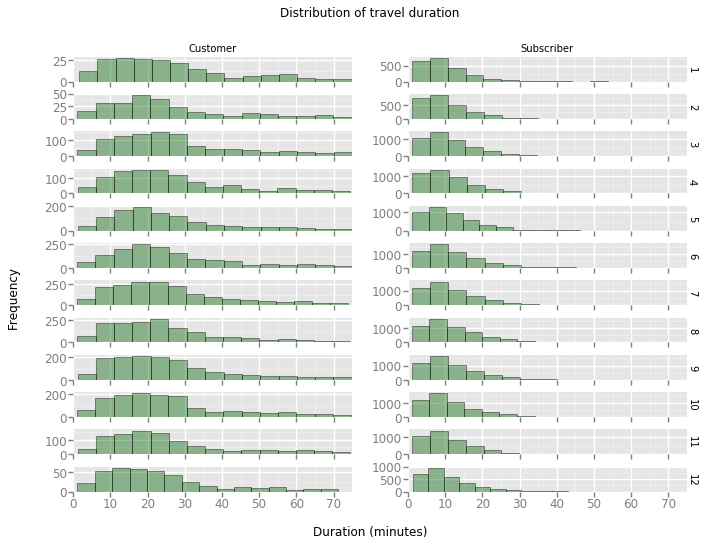 Distribution of travel duration
Customer Subscriber
25 500 1
0 0
50 500 2
25
0 0
100 1000 3
0 0
100 1000 4
0 0
200 1000 5
0 0
250 1000 6
0 0
250 1000 7
0 0
250 1000 8
0 0
200 1000 9
0 0
200 1000 10
0 0
100 1000 11
0 0
50 1000 12
500
0 0
0 10 20 30 40 50 60 70 0 10 20 30 40 50 60 70
Frequency
Duration (minutes)